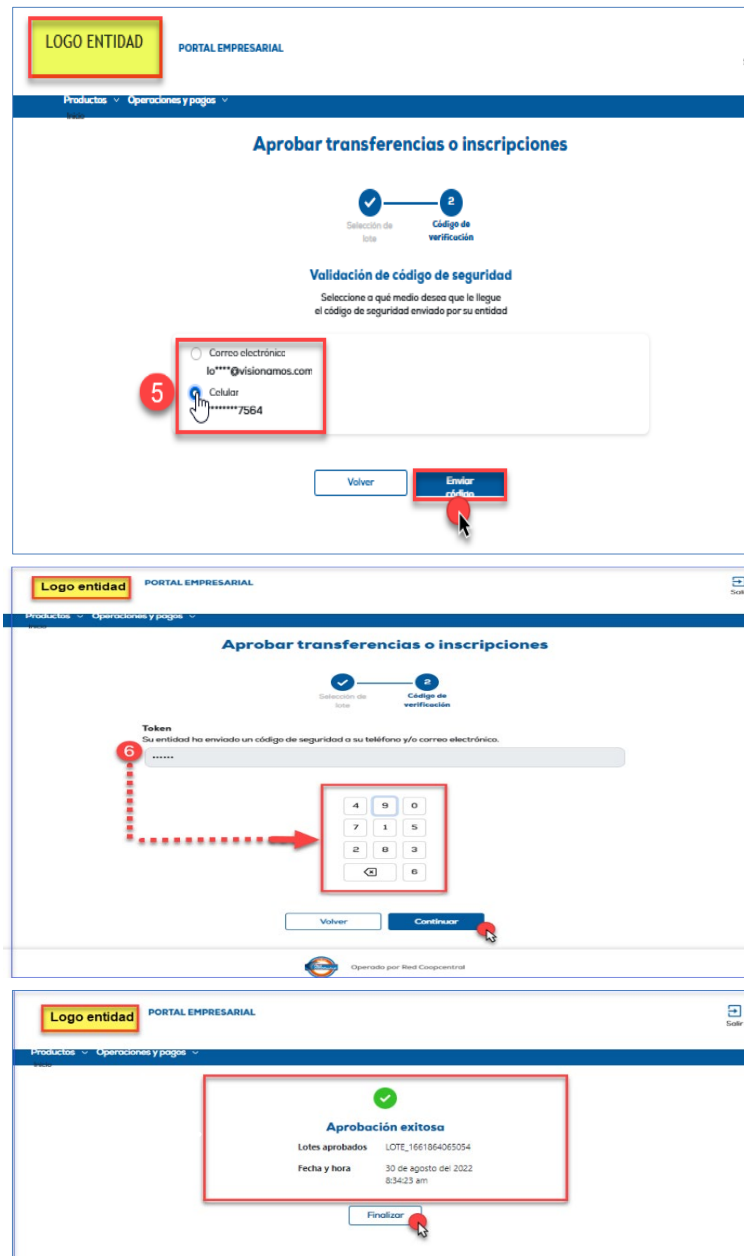 LOGO ENTIDAD
PORTAL EMPRESARIAL
Productos Operaciones y pagos
Inicio
Aprobar transferencias o inscripciones
2
Selección de
lote
Código de
verificación
Validación de código de seguridad
Seleccione a qué medio desea que le llegue
el código de seguridad enviado por su entidad
Correo electrónico
lo****@visionamos.com
5
Celular
*******7564
Volver
Enviar
código
Logo entidad
PORTAL EMPRESARIAL
Salir
Productos Operaciones y pagos
Inicio
Aprobar transferencias o inscripciones
2
Selección de
lote
Código de
verificación
Token
Su entidad ha enviado un código de seguridad a su teléfono y/o correo electrónico.
6
••••••
4 9 0
7 1 5
2 8 3
6
Volver
Continuar
Operado por Red Coopcentral
Logo entidad
PORTAL EMPRESARIAL
Salir
Productos Operaciones y pagos
Inicio
Aprobación exitosa
Lotes aprobados LOTE_1661864065054
Fecha y hora 30 de agosto del 2022
8:34:23 am
Finalizar